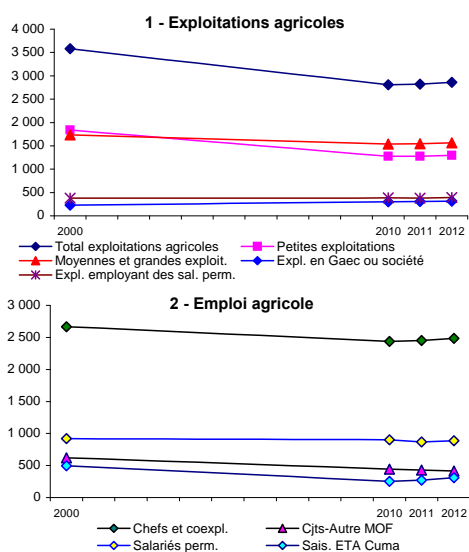 1 - Exploitations agricoles
4 000
3 500
3 000
2 500
2 000
1 500
1 000
500
0
2000 2010 2011 2012
Total exploitations agricoles Petites exploitations
Moyennes et grandes exploit. Expl. en Gaec ou société
Expl. employant des sal. perm.
2 - Emploi agricole
3 000
2 500
2 000
1 500
1 000
500
0
2000 2010 2011 2012
Chefs et coexpl. Cjts-Autre MOF
Salariés perm. Sais. ETA Cuma